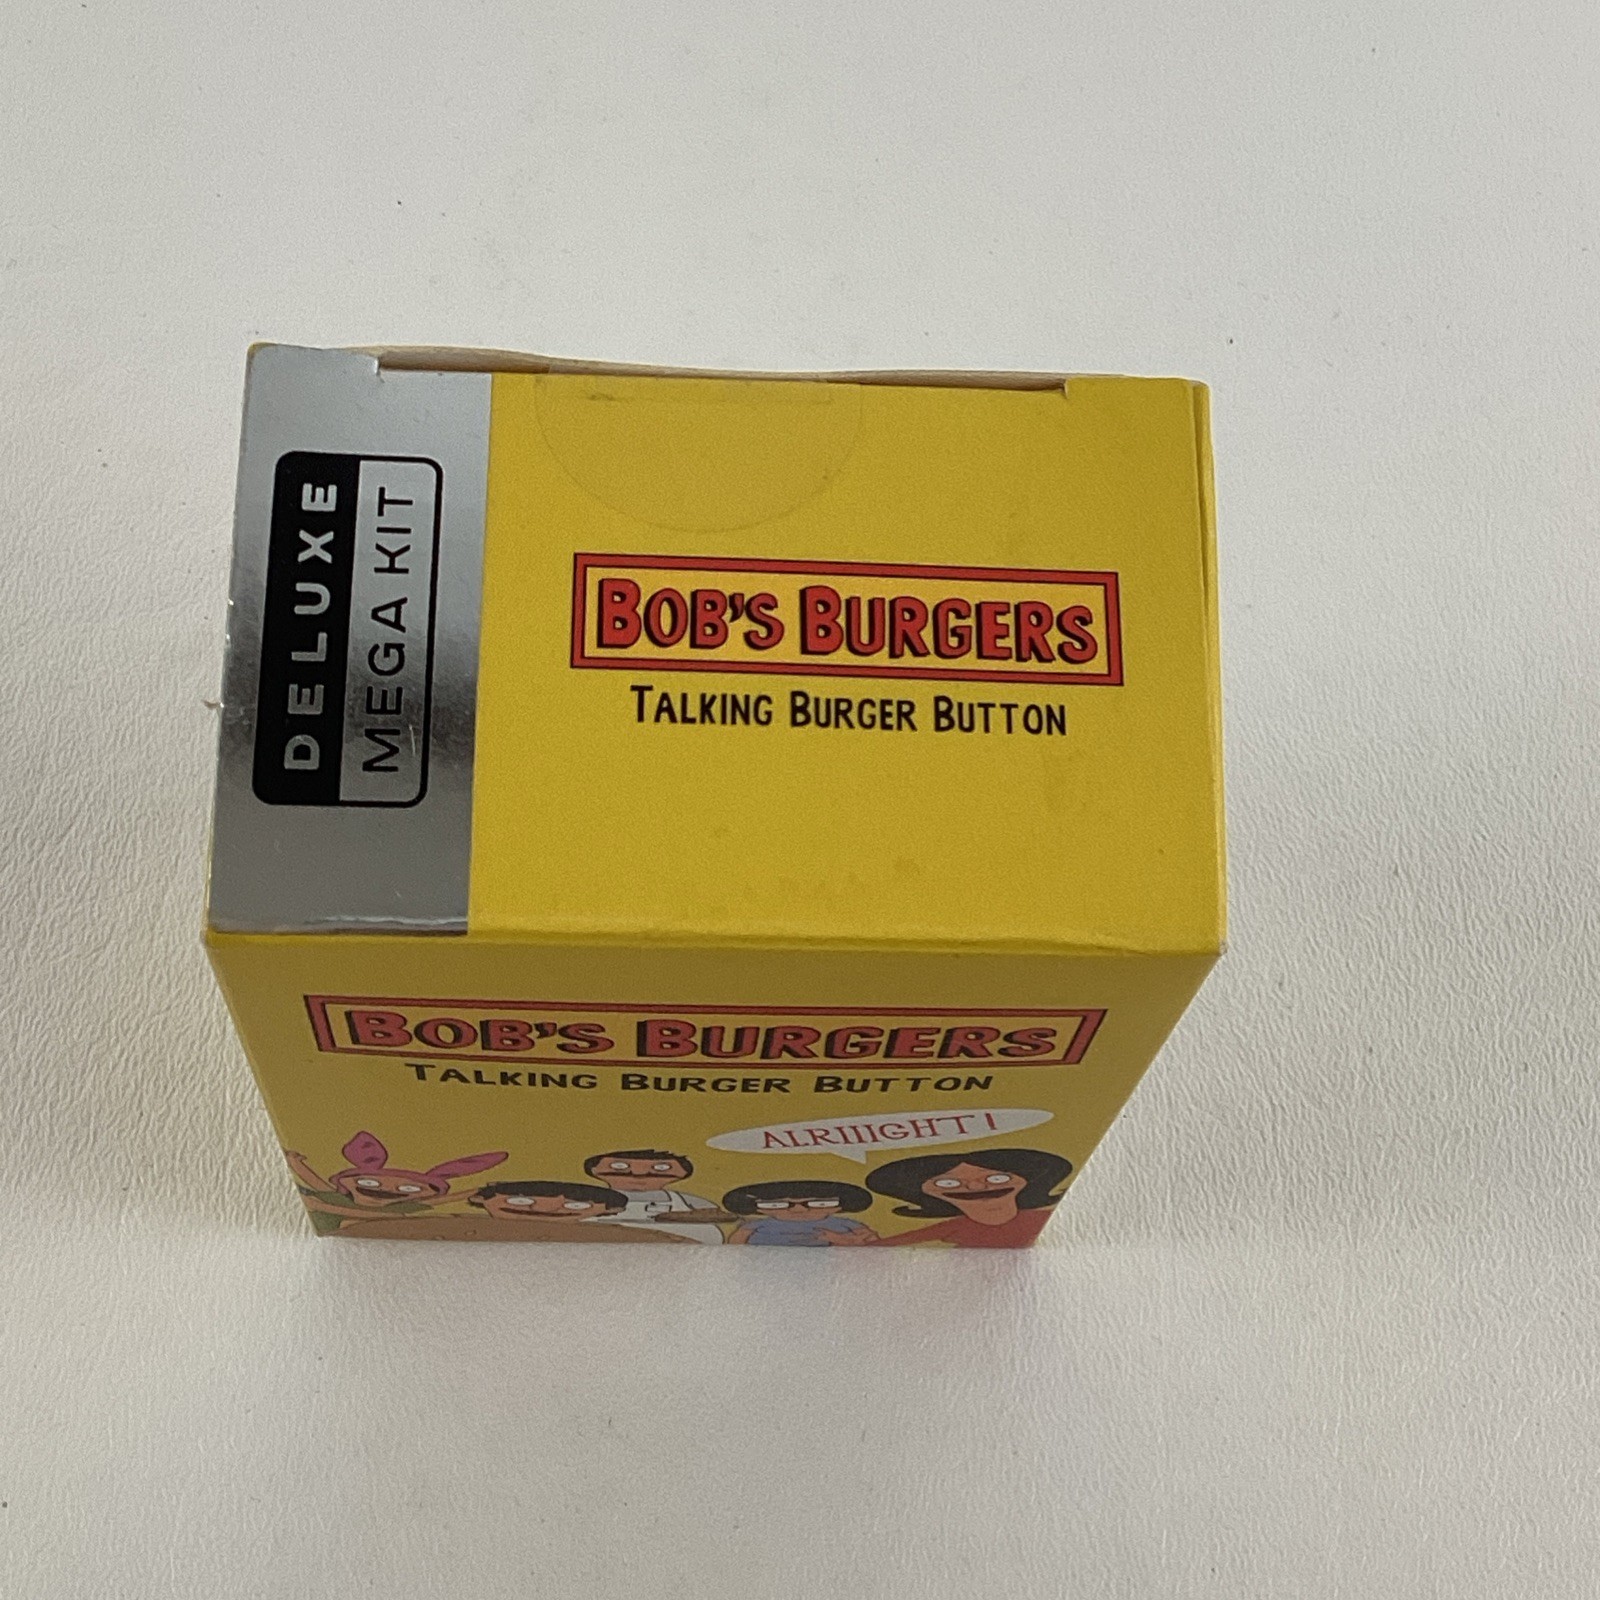 DELUXE
MEGA KIT
BOB'S BURGERS
TALKING BURGER BUTTON
BOB'S BURGERS
TALKING BURGER BUTTON
ALRIIIGHT!